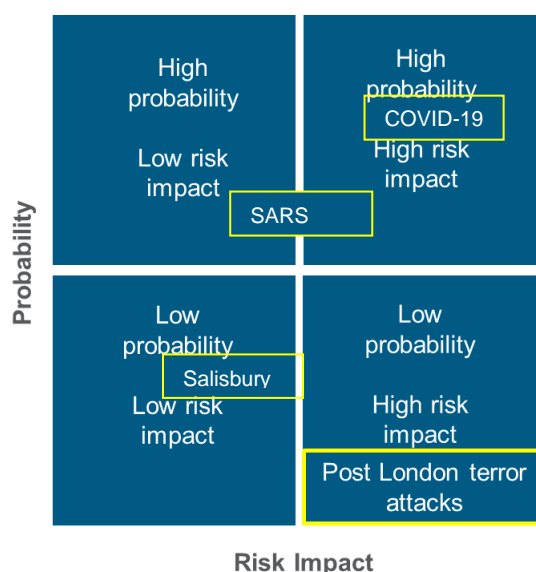 High
probability
Low risk
impact
High
probability
COVID-19
High risk
impact
SARS
Probability
Low
probability
Salisbury
Low risk
impact
Low
probability
High risk
impact
Post London terror
attacks
Risk Impact